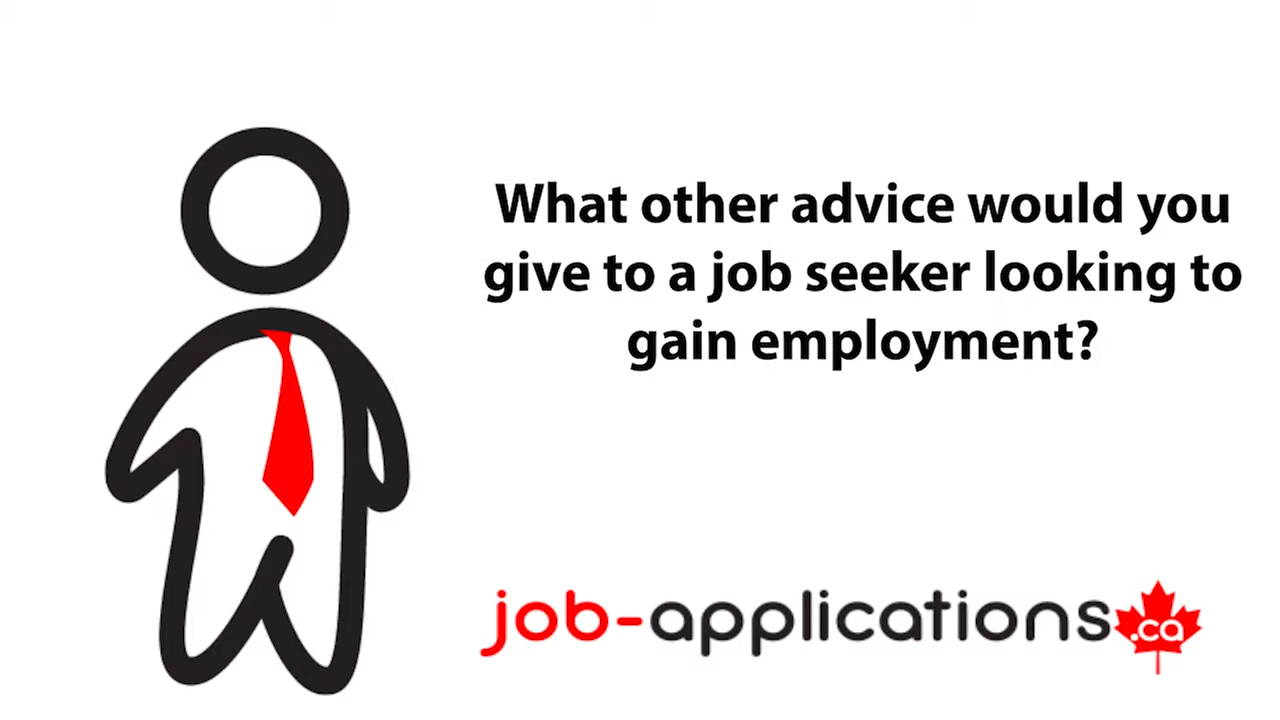 What other advice would you
give to a job seeker looking to
gain employment?
job-applications.ca